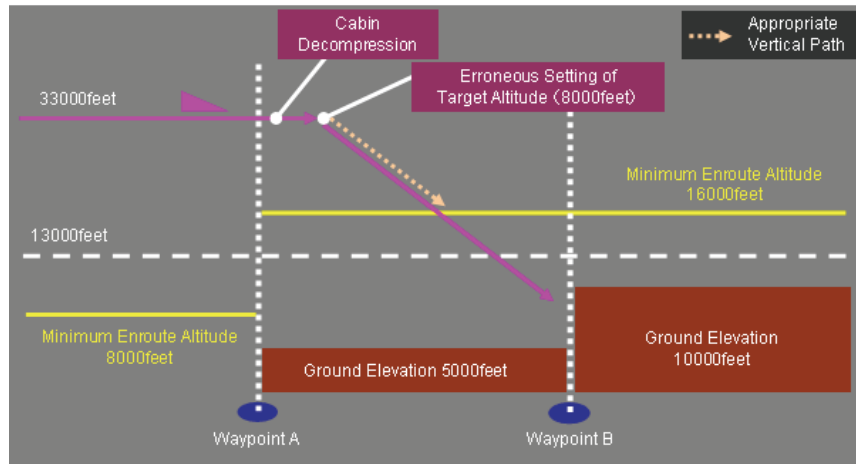 Cabin
Decompression
Appropriate
Vertical Path
33000feet
Erroneous Setting of
Target Altitude (8000feet)
Minimum Enroute Altitude
16000feet
13000feet
Minimum Enroute Altitude
8000feet
Ground Elevation 5000feet
Ground Elevation
10000feet
Waypoint A
Waypoint B